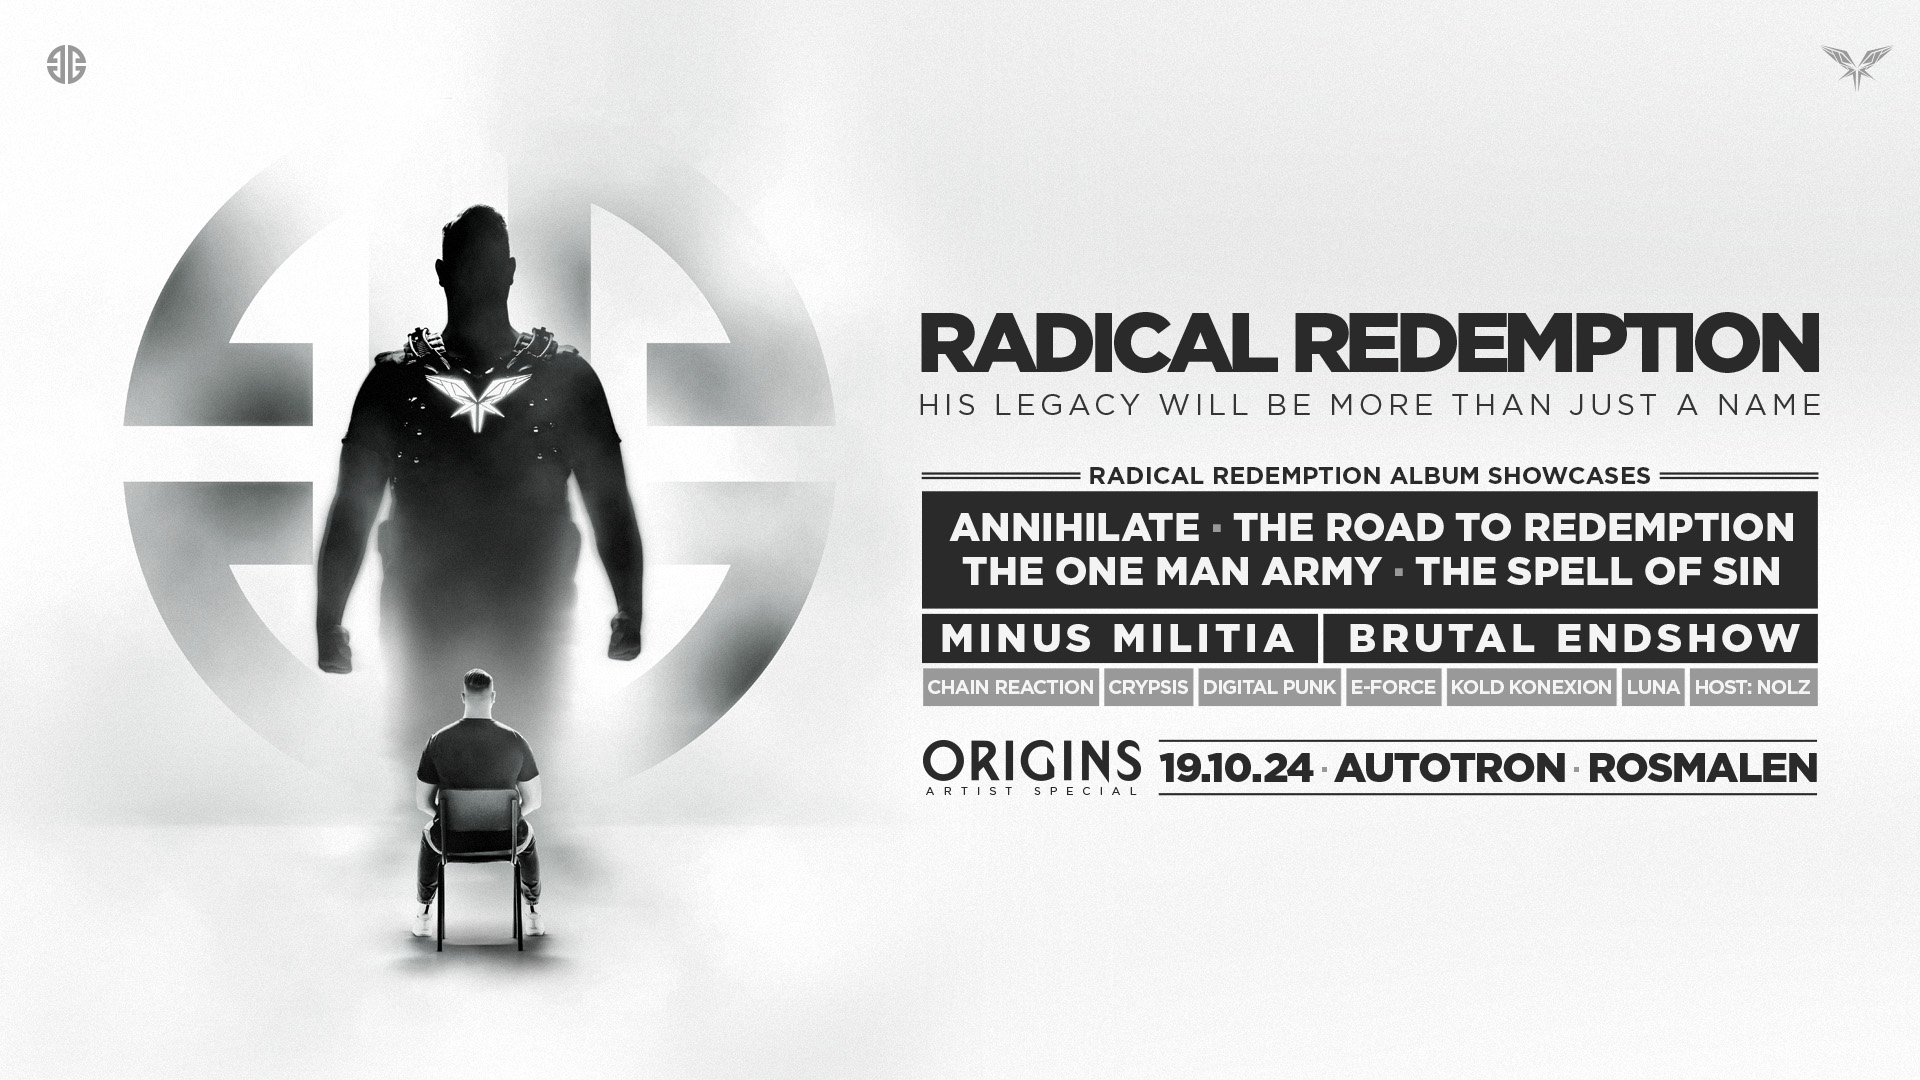 RADICAL REDEMPTION
HIS LEGACY WILL BE MORE THAN JUST A NAME
RADICAL REDEMPTION ALBUM SHOWCASES
ANNIHILATE · THE ROAD TO REDEMPTION
THE ONE MAN ARMY · THE SPELL OF SIN
MINUS MILITIA BRUTAL ENDSHOW
CHAIN REACTION CRYPSIS DIGITAL PUNK E-FORCE KOLD KONEXION LUNA HOST: NOLZ
ORIGINS 19.10.24 · AUTOTRON · ROSMALEN
ARTIST SPECIAL